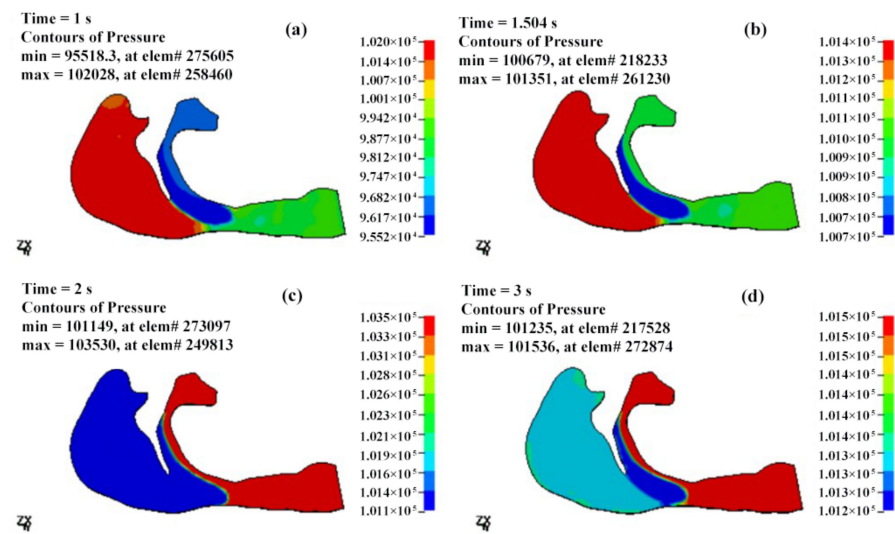 Time = 1 s
(a)
Contours of Pressure
min = 95518.3, at elem# 275605
max = 102028, at elem# 258460
1.020×10⁵
1.014×10⁵
1.007×10⁵
1.001×10⁵
9.942×10⁴
9.877×10⁴
9.812×10⁴
9.747×10⁴
9.682×10⁴
9.617×10⁴
9.552×10⁴
Time = 1.504 s
(b)
Contours of Pressure
min = 100679, at elem# 218233
max = 101351, at elem# 261230
1.014×10⁵
1.013×10⁵
1.012×10⁵
1.011×10⁵
1.011×10⁵
1.010×10⁵
1.009×10⁵
1.009×10⁵
1.008×10⁵
1.007×10⁵
1.007×10⁵
Time = 2 s
(c)
Contours of Pressure
min = 101149, at elem# 273097
max = 103530, at elem# 249813
1.035×10⁵
1.033×10⁵
1.031×10⁵
1.028×10⁵
1.026×10⁵
1.023×10⁵
1.021×10⁵
1.019×10⁵
1.016×10⁵
1.014×10⁵
1.011×10⁵
Time = 3 s
(d)
Contours of Pressure
min = 101235, at elem# 217528
max = 101536, at elem# 272874
1.015×10⁵
1.015×10⁵
1.015×10⁵
1.014×10⁵
1.014×10⁵
1.014×10⁵
1.014×10⁵
1.013×10⁵
1.013×10⁵
1.013×10⁵
1.012×10⁵